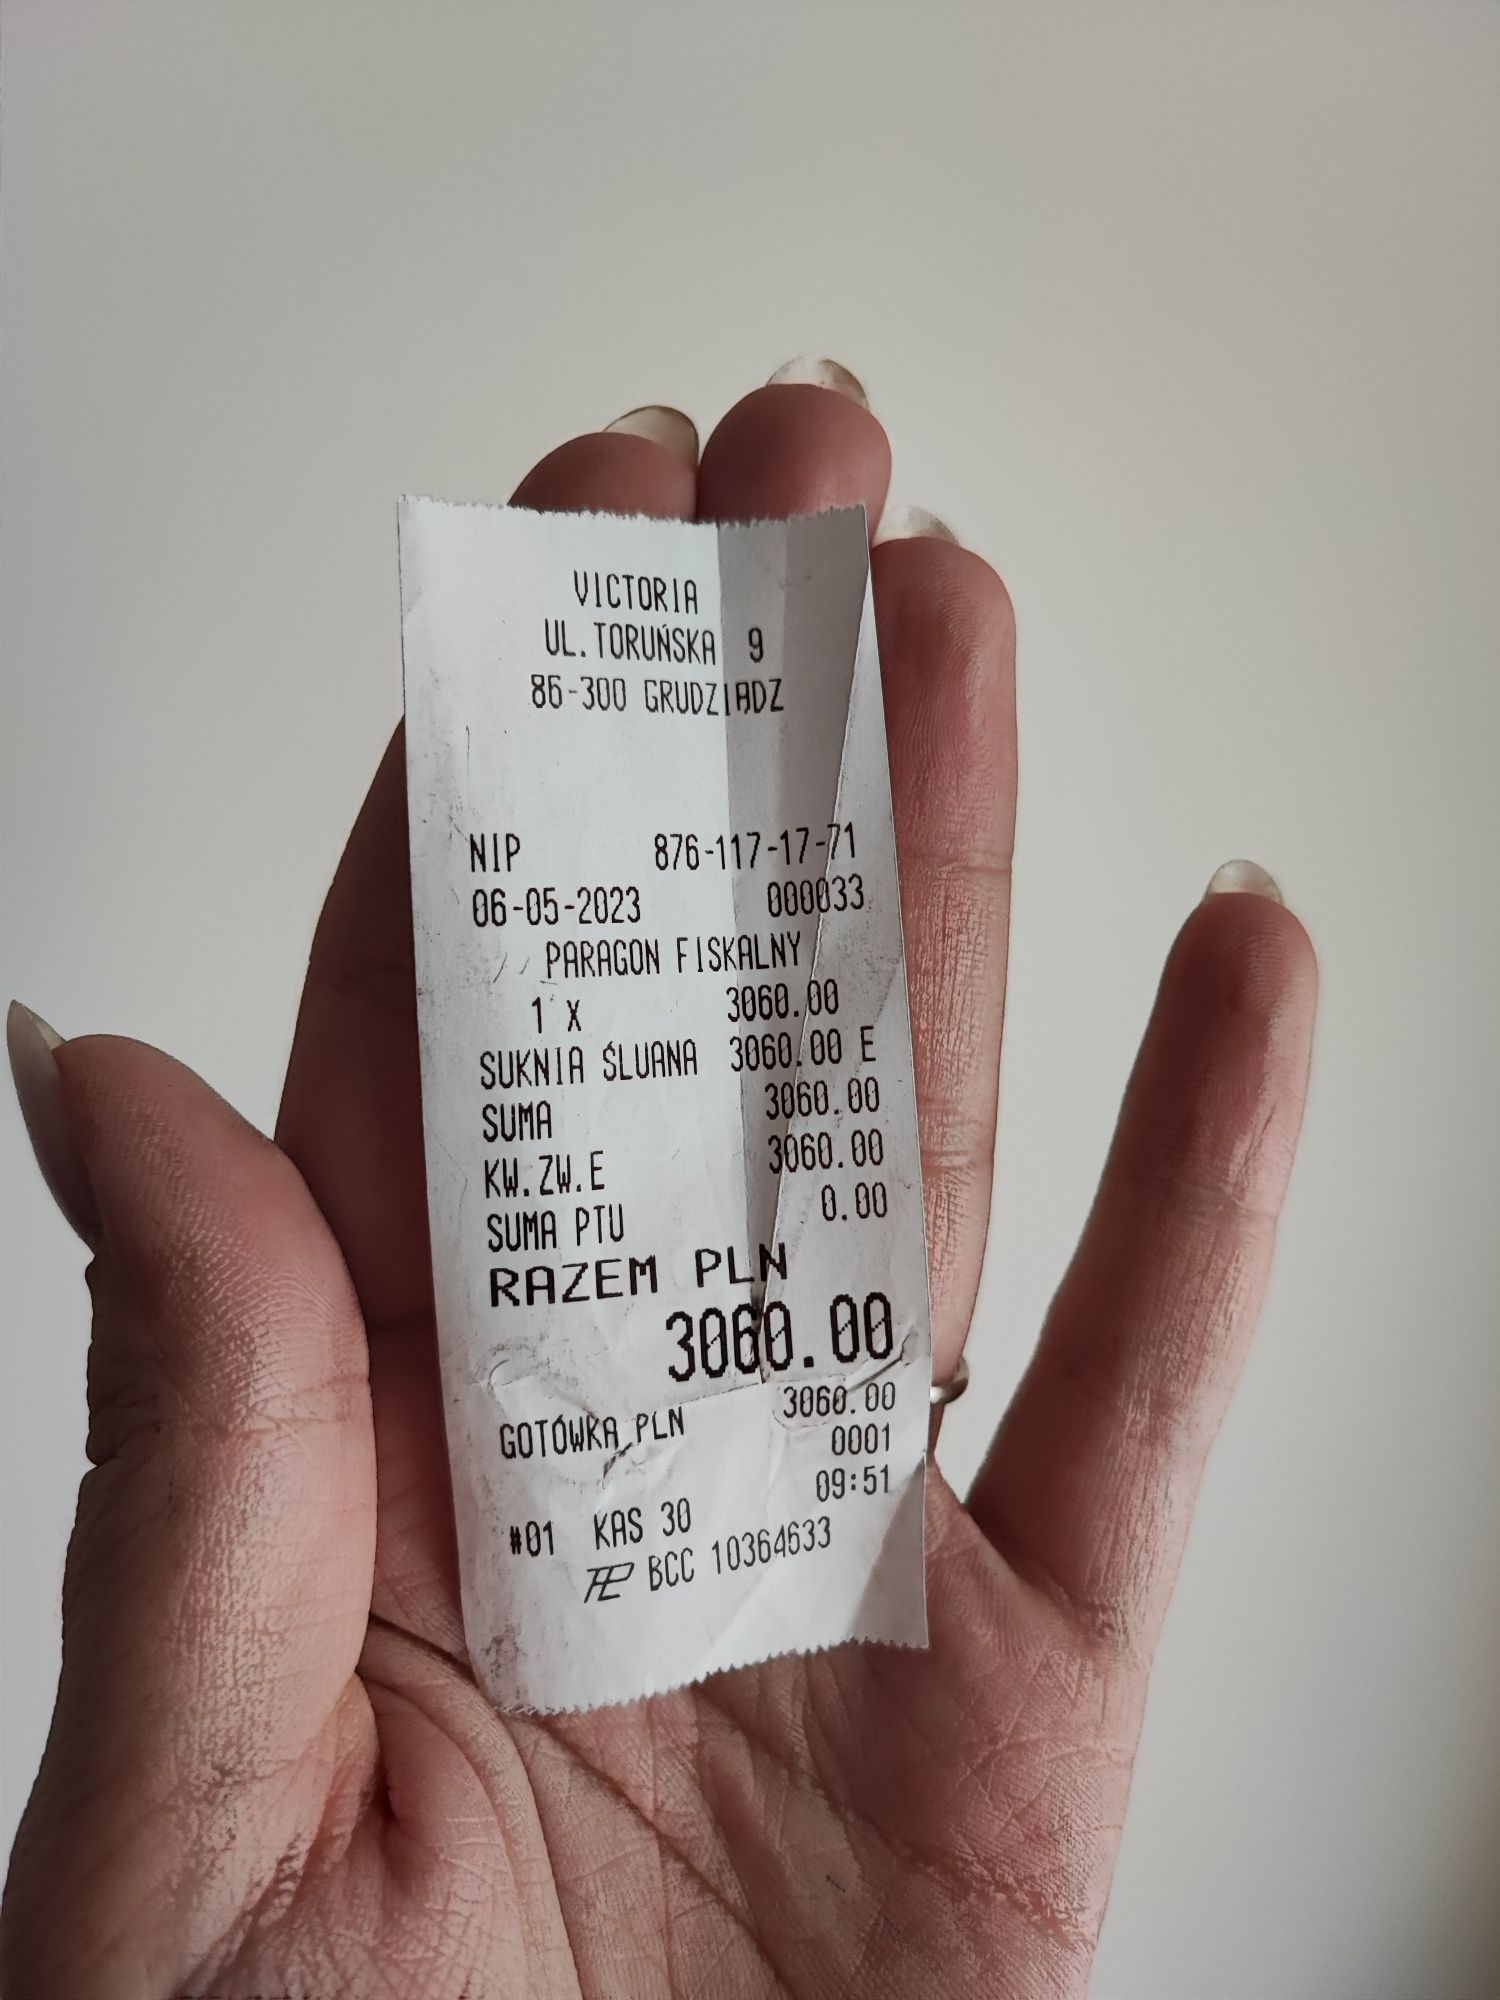 VICTORIA
UL.TORUŃSKA 9
86-300 GRUDZIADZ
NIP 876-117-17-71
06-05-2023 000033
PARAGON FISKALNY
1 X 3060.00
SUKNIA ŚLUANA 3060.00 E
SUMA 3060.00
KW.ZW.E 3060.00
SUMA PTU 0.00
RAZEM PLN
3060.00
GOTÓWKA PLN 3060.00
0001
#01 KAS 30 09:51
BCC 10364633